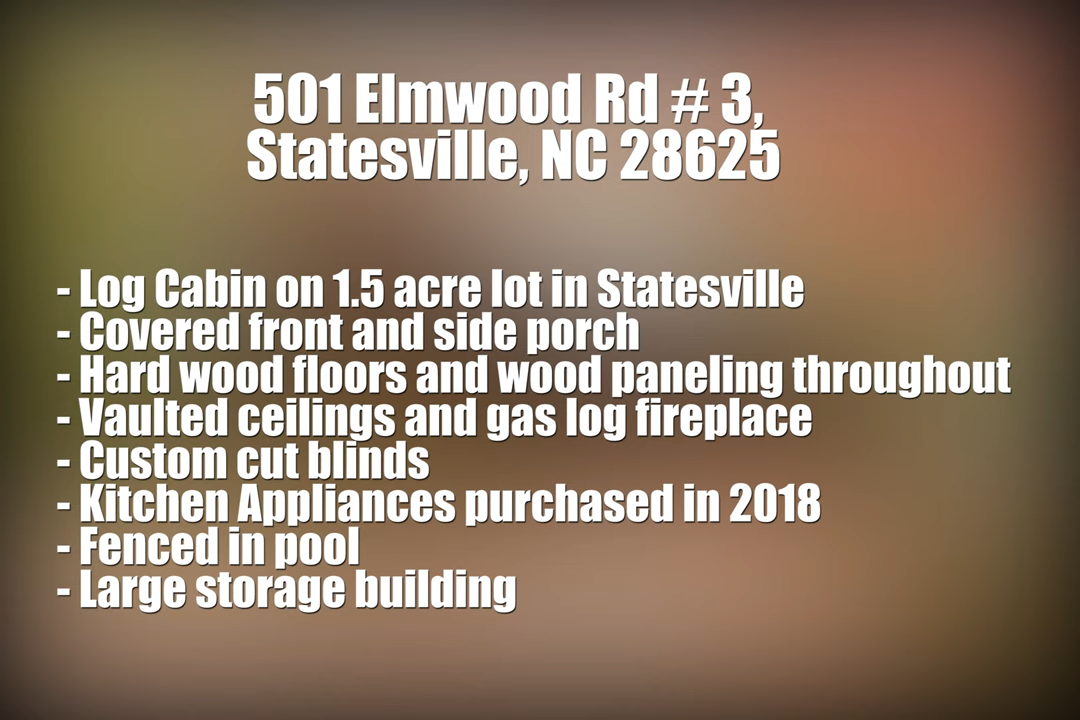 501 Elmwood Rd # 3,
Statesville, NC 28625
- Log Cabin on 1.5 acre lot in Statesville
- Covered front and side porch
- Hard wood floors and wood paneling throughout
- Vaulted ceilings and gas log fireplace
- Custom cut blinds
- Kitchen Appliances purchased in 2018
- Fenced in pool
- Large storage building